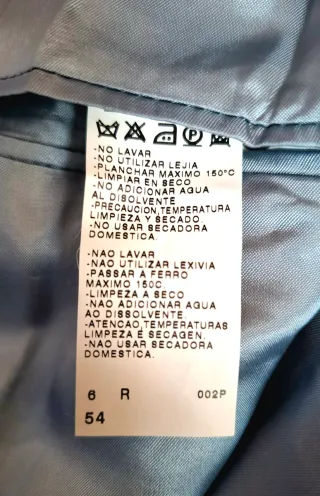 -NO LAVAR
-NO UTILIZAR LEJIA
-PLANCHAR MAXIMO 150°C
-LIMPIAR EN SECO
-NO ADICIONAR AGUA
AL DISOLVENTE
-PRECAUCION,TEMPERATURA
LIMPIEZA Y SECADO.
-NO USAR SECADORA
DOMESTICA.
-NAO LAVAR
-NAO UTILIZAR LEXIVIA
-PASSAR A FERRO
MAXIMO 150C.
-LIMPEZA A SECO
-NAO ADICIONAR AGUA
AO DISSOLVENTE.
-ATENCAO,TEMPERATURAS
LIMPEZA E SECAGEN.
-NAO USAR SECADORA
DOMESTICA.
6 R 002P
54